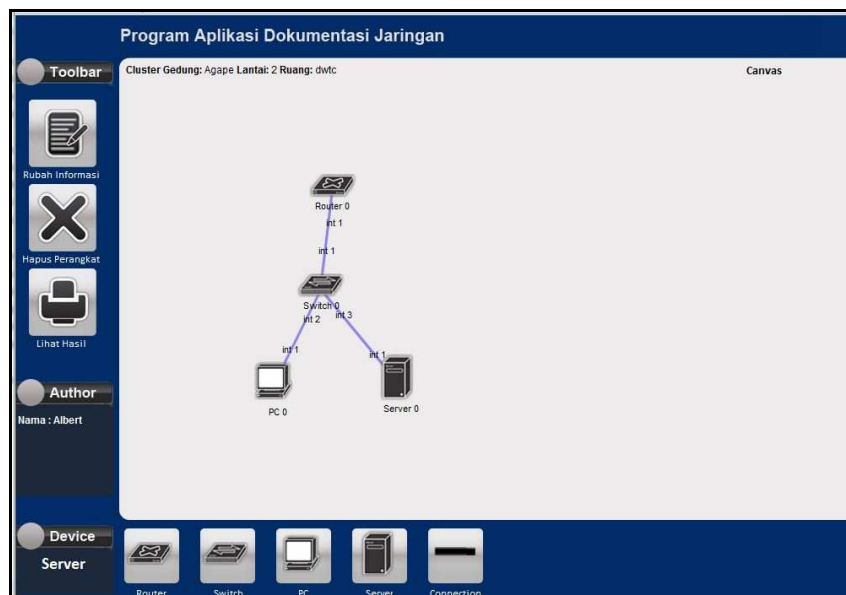 Program Aplikasi Dokumentasi Jaringan
Toolbar
Cluster Gedung: Agape Lantai: 2 Ruang: dwtc
Canvas
Rubah Informasi
Hapus Perangkat
Lihat Hasil
Router 0
int 1
int 1
Switch 0
int 2
int 3
int 1
int 1
PC 0
Server 0
Author
Nama : Albert
Device
Server
Router
Switch
PC
Server
Connection